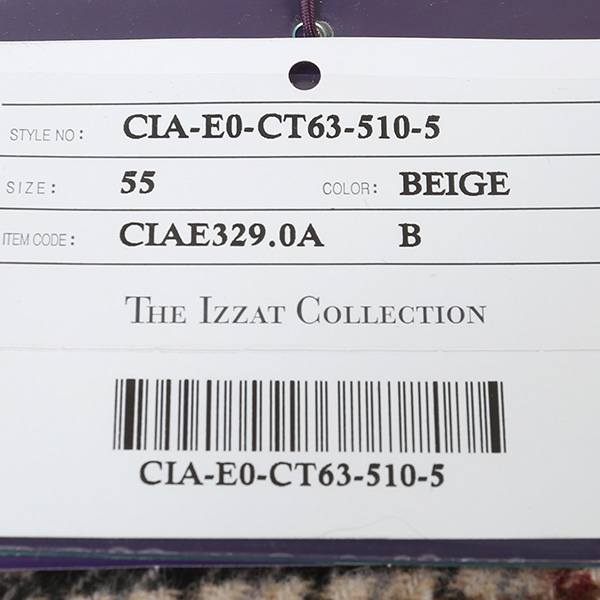 STYLE NO: CIA-E0-CT63-510-5
SIZE: 55 COLOR: BEIGE
ITEM CODE: CIAE329.0A B
THE IZZAT COLLECTION
CIA-E0-CT63-510-5